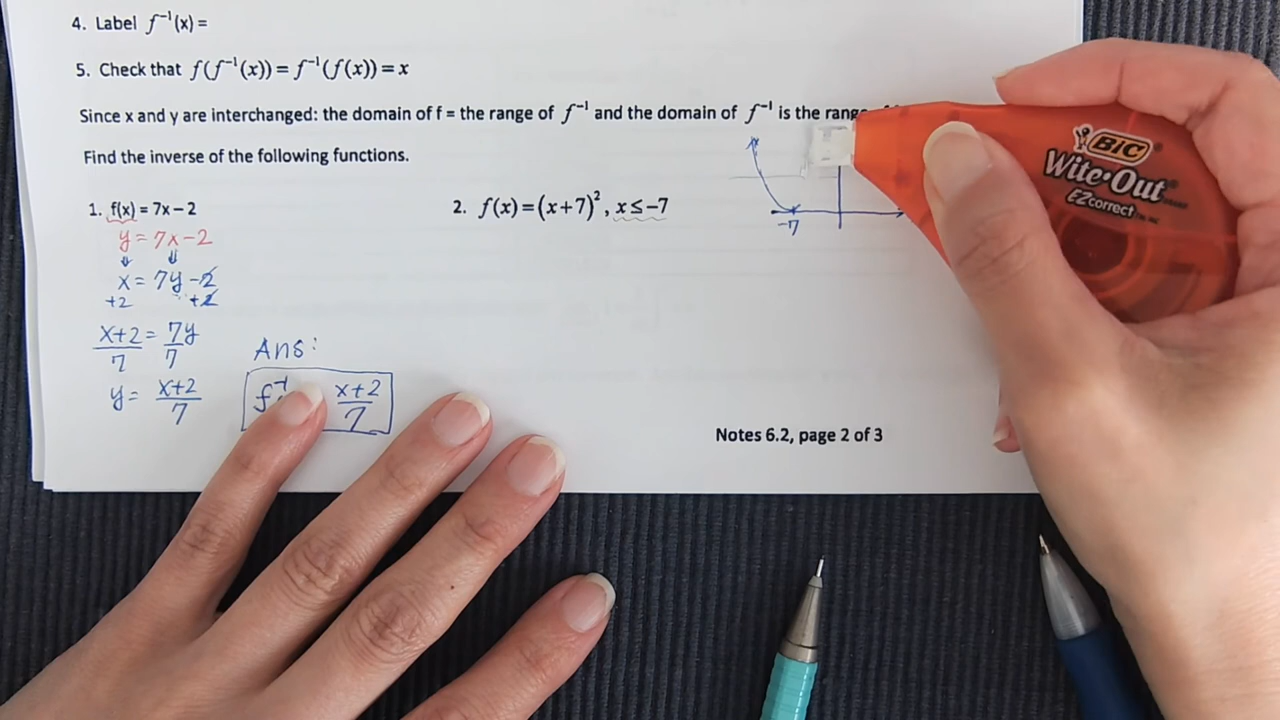 4. Label f⁻¹(x) =
5. Check that f(f⁻¹(x)) = f⁻¹(f(x)) = x
Since x and y are interchanged: the domain of f = the range of f⁻¹ and the domain of f⁻¹ is the
Find the inverse of the following functions.
1. f(x) = 7x – 2
y = 7x – 2
x = 7y – 2
+2 +2
x+2 = 7y
7 7
y = x+2
7
Ans:
f⁻¹ x+2
7
2. f(x) = (x+7)², x ≤ –7
-7
Notes 6.2, page 2 of 3
BIC
Wite·Out
EZcorrect